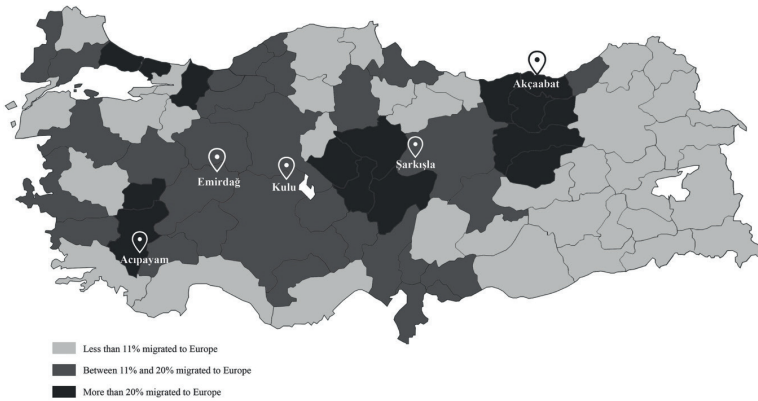 Akçaabat
Şarkışla
Emirdağ
Kulu
Acıpayam
Less than 11% migrated to Europe
Between 11% and 20% migrated to Europe
More than 20% migrated to Europe